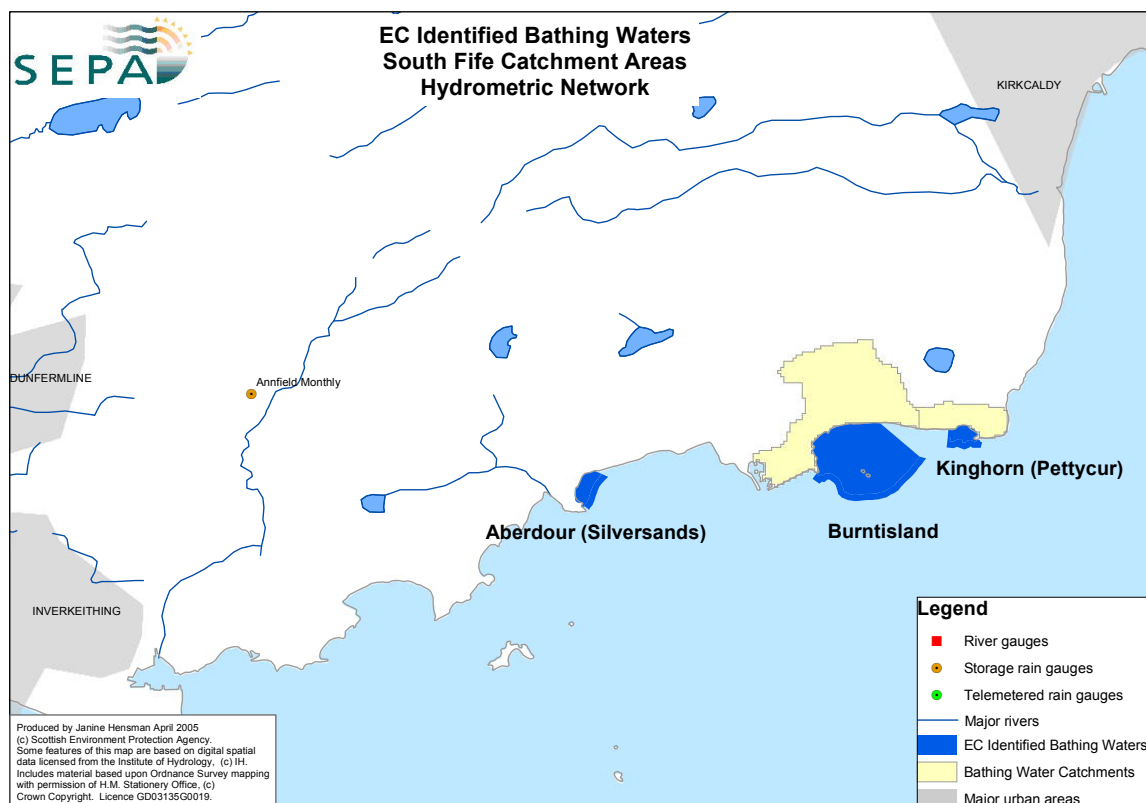 SEPA
EC Identified Bathing Waters
South Fife Catchment Areas
Hydrometric Network
KIRKCALDY
DUNFERMLINE
Annfield Monthly
Kinghorn (Pettycur)
Aberdour (Silversands)
Burntisland
INVERKEITHING
Legend
River gauges
Storage rain gauges
Telemetered rain gauges
Major rivers
EC Identified Bathing Waters
Bathing Water Catchments
Major urban areas
Produced by Janine Hensman April 2005
(c) Scottish Environment Protection Agency.
Some features of this map are based on digital spatial
data licensed from the Institute of Hydrology, (c) IH.
Includes material based upon Ordnance Survey mapping
with permission of H.M. Stationery Office, (c)
Crown Copyright. Licence GD03135G0019.